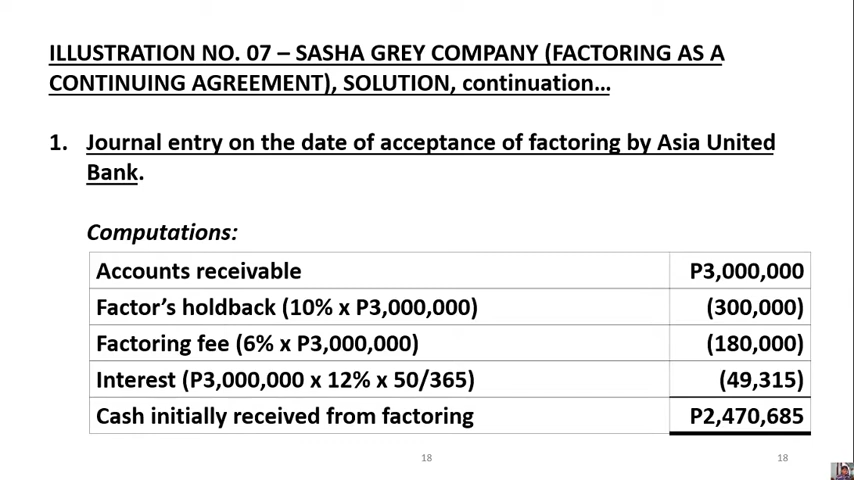 ILLUSTRATION NO. 07 – SASHA GREY COMPANY (FACTORING AS A
CONTINUING AGREEMENT), SOLUTION, continuation…
1. Journal entry on the date of acceptance of factoring by Asia United
Bank.
Computations:
Accounts receivable P3,000,000
Factor’s holdback (10% x P3,000,000) (300,000)
Factoring fee (6% x P3,000,000) (180,000)
Interest (P3,000,000 x 12% x 50/365) (49,315)
Cash initially received from factoring P2,470,685
18 18